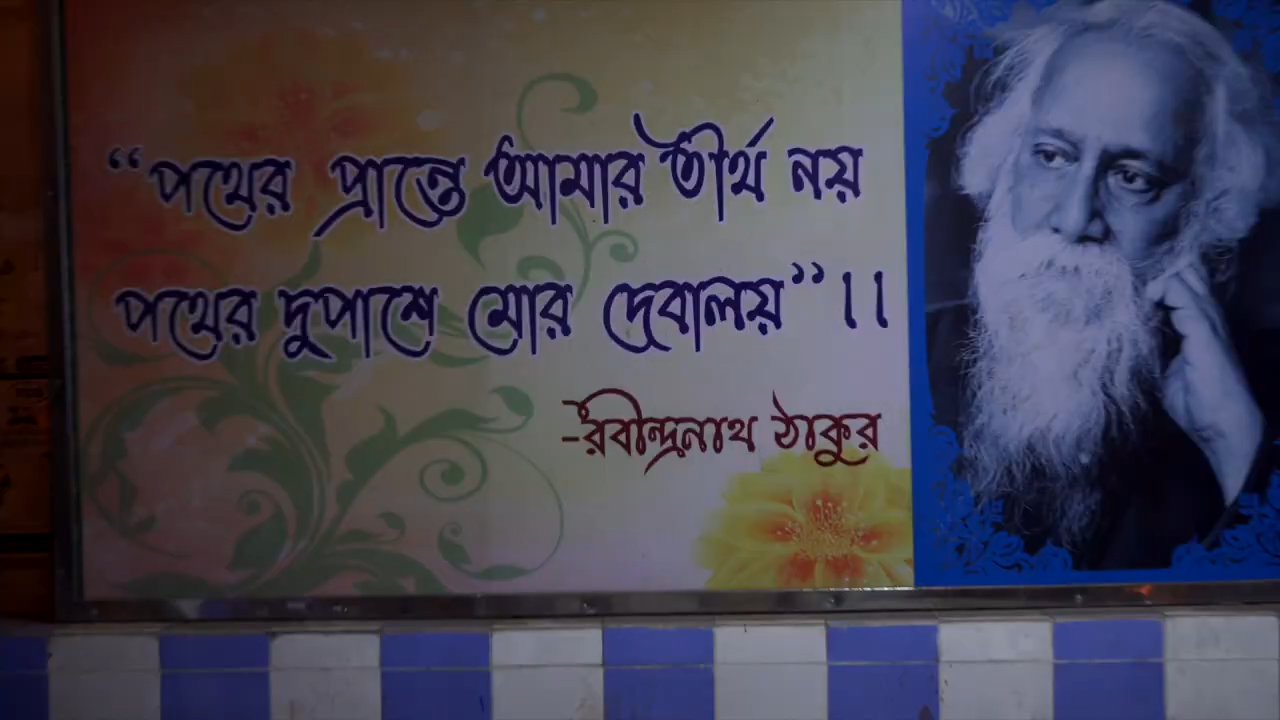 “পথের প্রান্তে আমার তীর্থ নয়
পথের দুপাশে মোর দেবালয়”।।
-রবীন্দ্রনাথ ঠাকুর